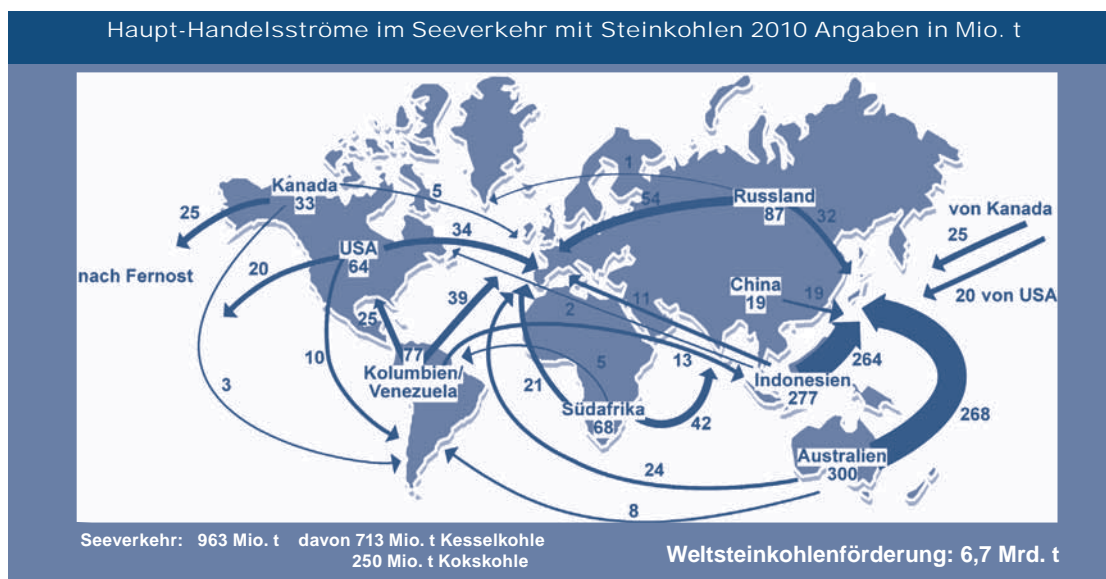 Haupt-Handelsströme im Seeverkehr mit Steinkohlen 2010 Angaben in Mio. t
1
Kanada
33
5
54
Russland
87
32
25
von Kanada
25
34
USA
64
nach Fernost
20
China
19
19
20 von USA
39
11
2
25
77
Kolumbien/
Venezuela
10
13
264
Indonesien
277
3
5
21
Südafrika
68
42
268
Australien
300
24
8
Seeverkehr: 963 Mio. t davon 713 Mio. t Kesselkohle
250 Mio. t Kokskohle
Weltsteinkohlenförderung: 6,7 Mrd. t